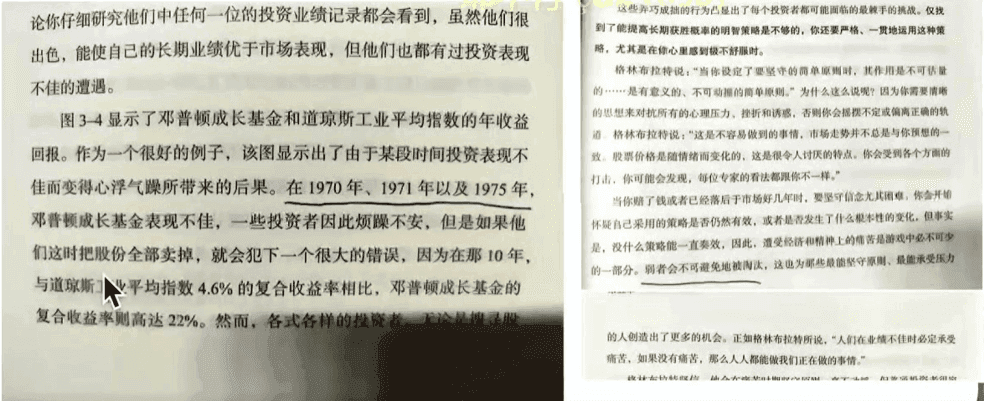 论你仔细研究他们中任何一位的投资业绩记录都会看到，虽然他们很
出色，能使自己的长期业绩优于市场表现，但他们也都有过投资表现
不佳的遭遇。
图 3-4 显示了邓普顿成长基金和道琼斯工业平均指数的年收益
回报。作为一个很好的例子，该图显示出了由于某段时间投资表现不
佳而变得心浮气躁所带来的后果。在 1970 年、1971 年以及 1975 年，
邓普顿成长基金表现不佳，一些投资者因此烦躁不安，但是如果他
们这时把股份全部卖掉，就会犯下一个很大的错误，因为在那 10 年，
与道琼斯工业平均指数 4.6% 的复合收益率相比，邓普顿成长基金的
复合收益率则高达 22%。然而，各式各样的投资者，无论是
这些弄巧成拙的行为凸显出了每个投资者都可能面临的最棘手的挑战。仅找
到了能提高长期获胜概率的明智策略是不够的，你还要严格、一贯地运用这种策
略，尤其是在你心里感到极不舒服时。
格林布拉特说：“当你设定了要坚守的简单原则时，其作用是不可估量
的……是有意义的、不可动摇的简单原则。”为什么这么说呢？因为你需要清晰
的思想来对抗所有的心理压力、挫折和诱惑，否则你会摇摆不定或偏离正确的轨
道。格林布拉特说：“这是不容易做到的事情，市场走势并不总是与你预想的一
致。股票价格是随情绪而变化的，这是很令人讨厌的特点。你会受到各个方面的
打击，你可能会发现，每位专家的看法都跟你不一样。”
当你赔了钱或者已经落后于市场好几年时，要坚守信念尤其困难。你会开始
怀疑自己采用的策略是否仍然有效，或者是否发生了什么根本性的变化，但事实
是，没什么策略能一直奏效，因此，遭受经济和精神上的痛苦是游戏中必不可少
的一部分。弱者会不可避免地被淘汰，这也为那些最能坚守原则、最能承受压力
的人创造出了更多的机会。正如格林布拉特所说，“人们在业绩不佳时必定承受
痛苦，如果没有痛苦，那么人人都能做我们正在做的事情。”